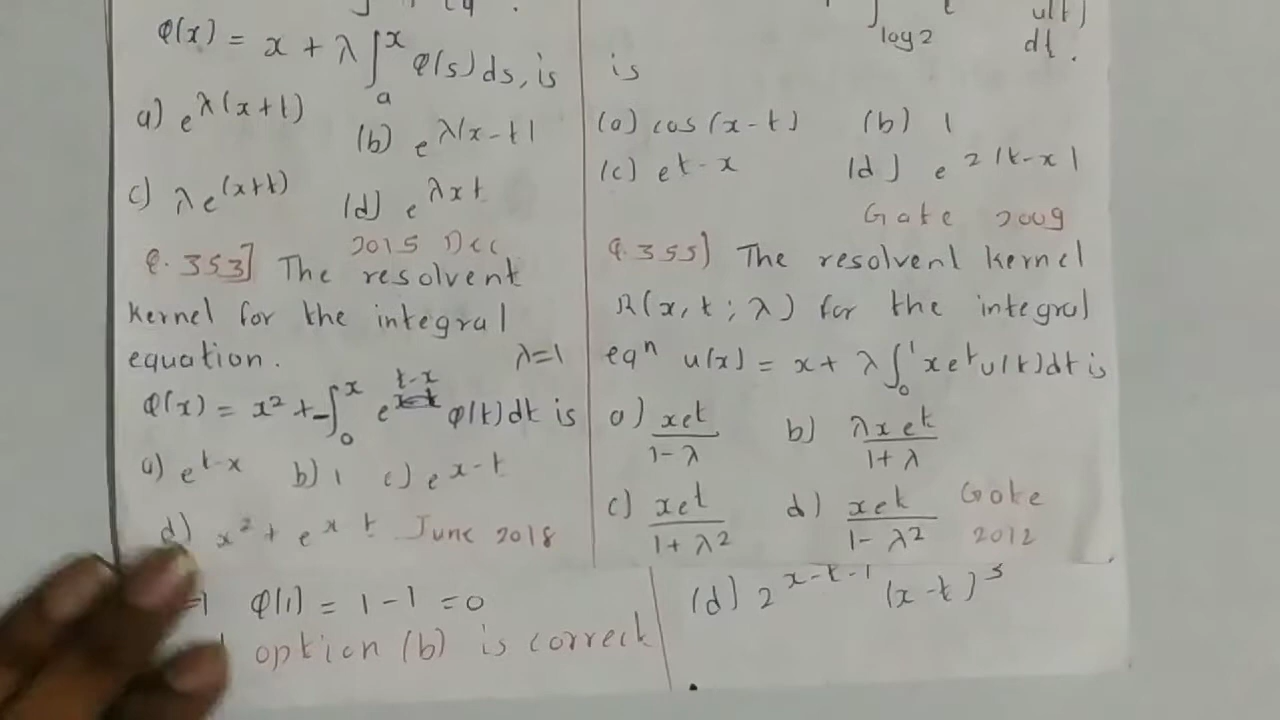 φ(x) = x + λ∫ₐˣ φ(s)ds, is
a) e^λ(x+t)
(b) e^λ(x-t)
c) λe^(x+t) (d) e^λxt
2015 Dec
Q.353] The resolvent
kernel for the integral
equation. λ=1
φ(x) = x² + -∫₀ˣ e^t-x φ(t)dt is
a) e^t-x b) 1 c) e^x-t
d) x² + e^x t June 2018
φ(1) = 1-1 =0
option (b) is correct
log2 u(t)
dt.
is
(a) cos(x-t) (b) 1
(c) e^t-x (d) e^2(t-x)
Gate 2009
Q.355] The resolvent kernel
R(x,t;λ) for the integral
eqⁿ u(x) = x+ λ∫₀¹ xe^t u(t)dt is
a) xe^t/1-λ b) λxe^t/1+λ
c) xe^t/1+λ² d) xe^t/1-λ² Gate
2012
(d) 2^x-t-1 (x-t)³